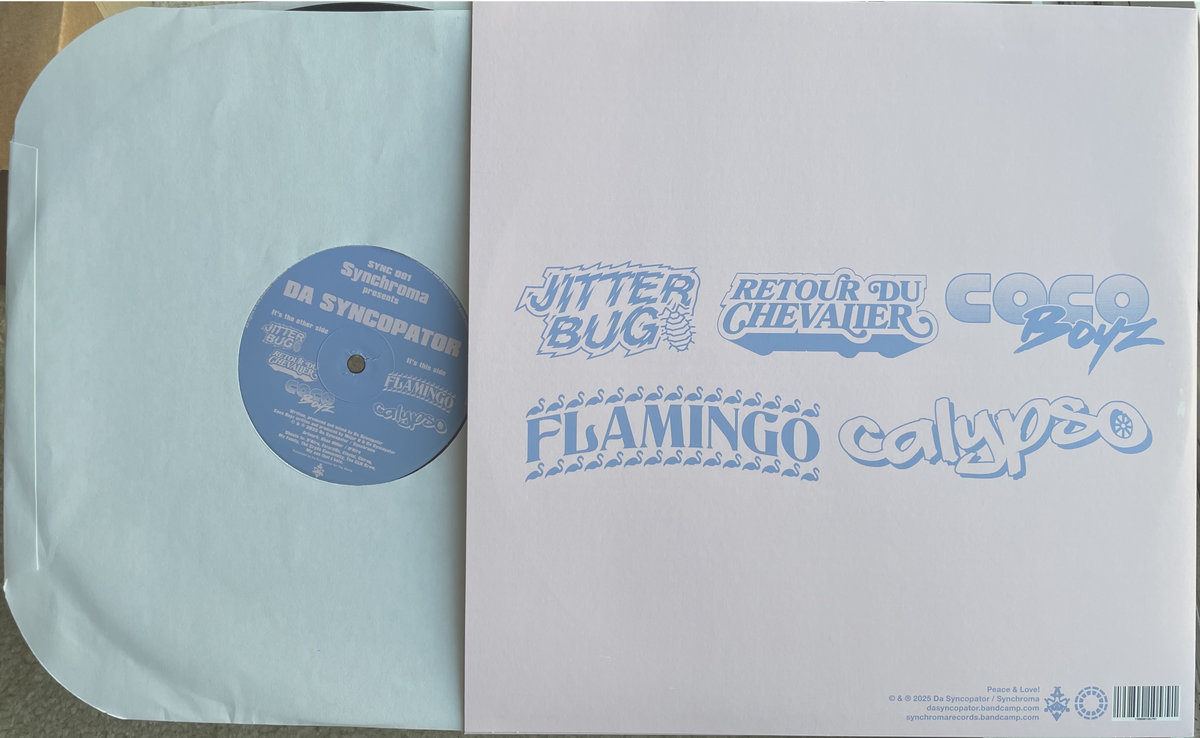 SYNC 001
Synchroma
presents
DA SYNCOPATOR
It's the other side
It's this side
JITTER
BUG
RETOUR DU
CHEVALIER
COCO
BOYZ
FLAMINGO
calypso
JITTER
BUG
RETOUR DU
CHEVALIER
COCO
Boyz
FLAMINGO
calypso
Peace & Love!
© & ℗ 2025 Da Syncopator / Synchroma
dasyncopator.bandcamp.com
synchromarecords.bandcamp.com